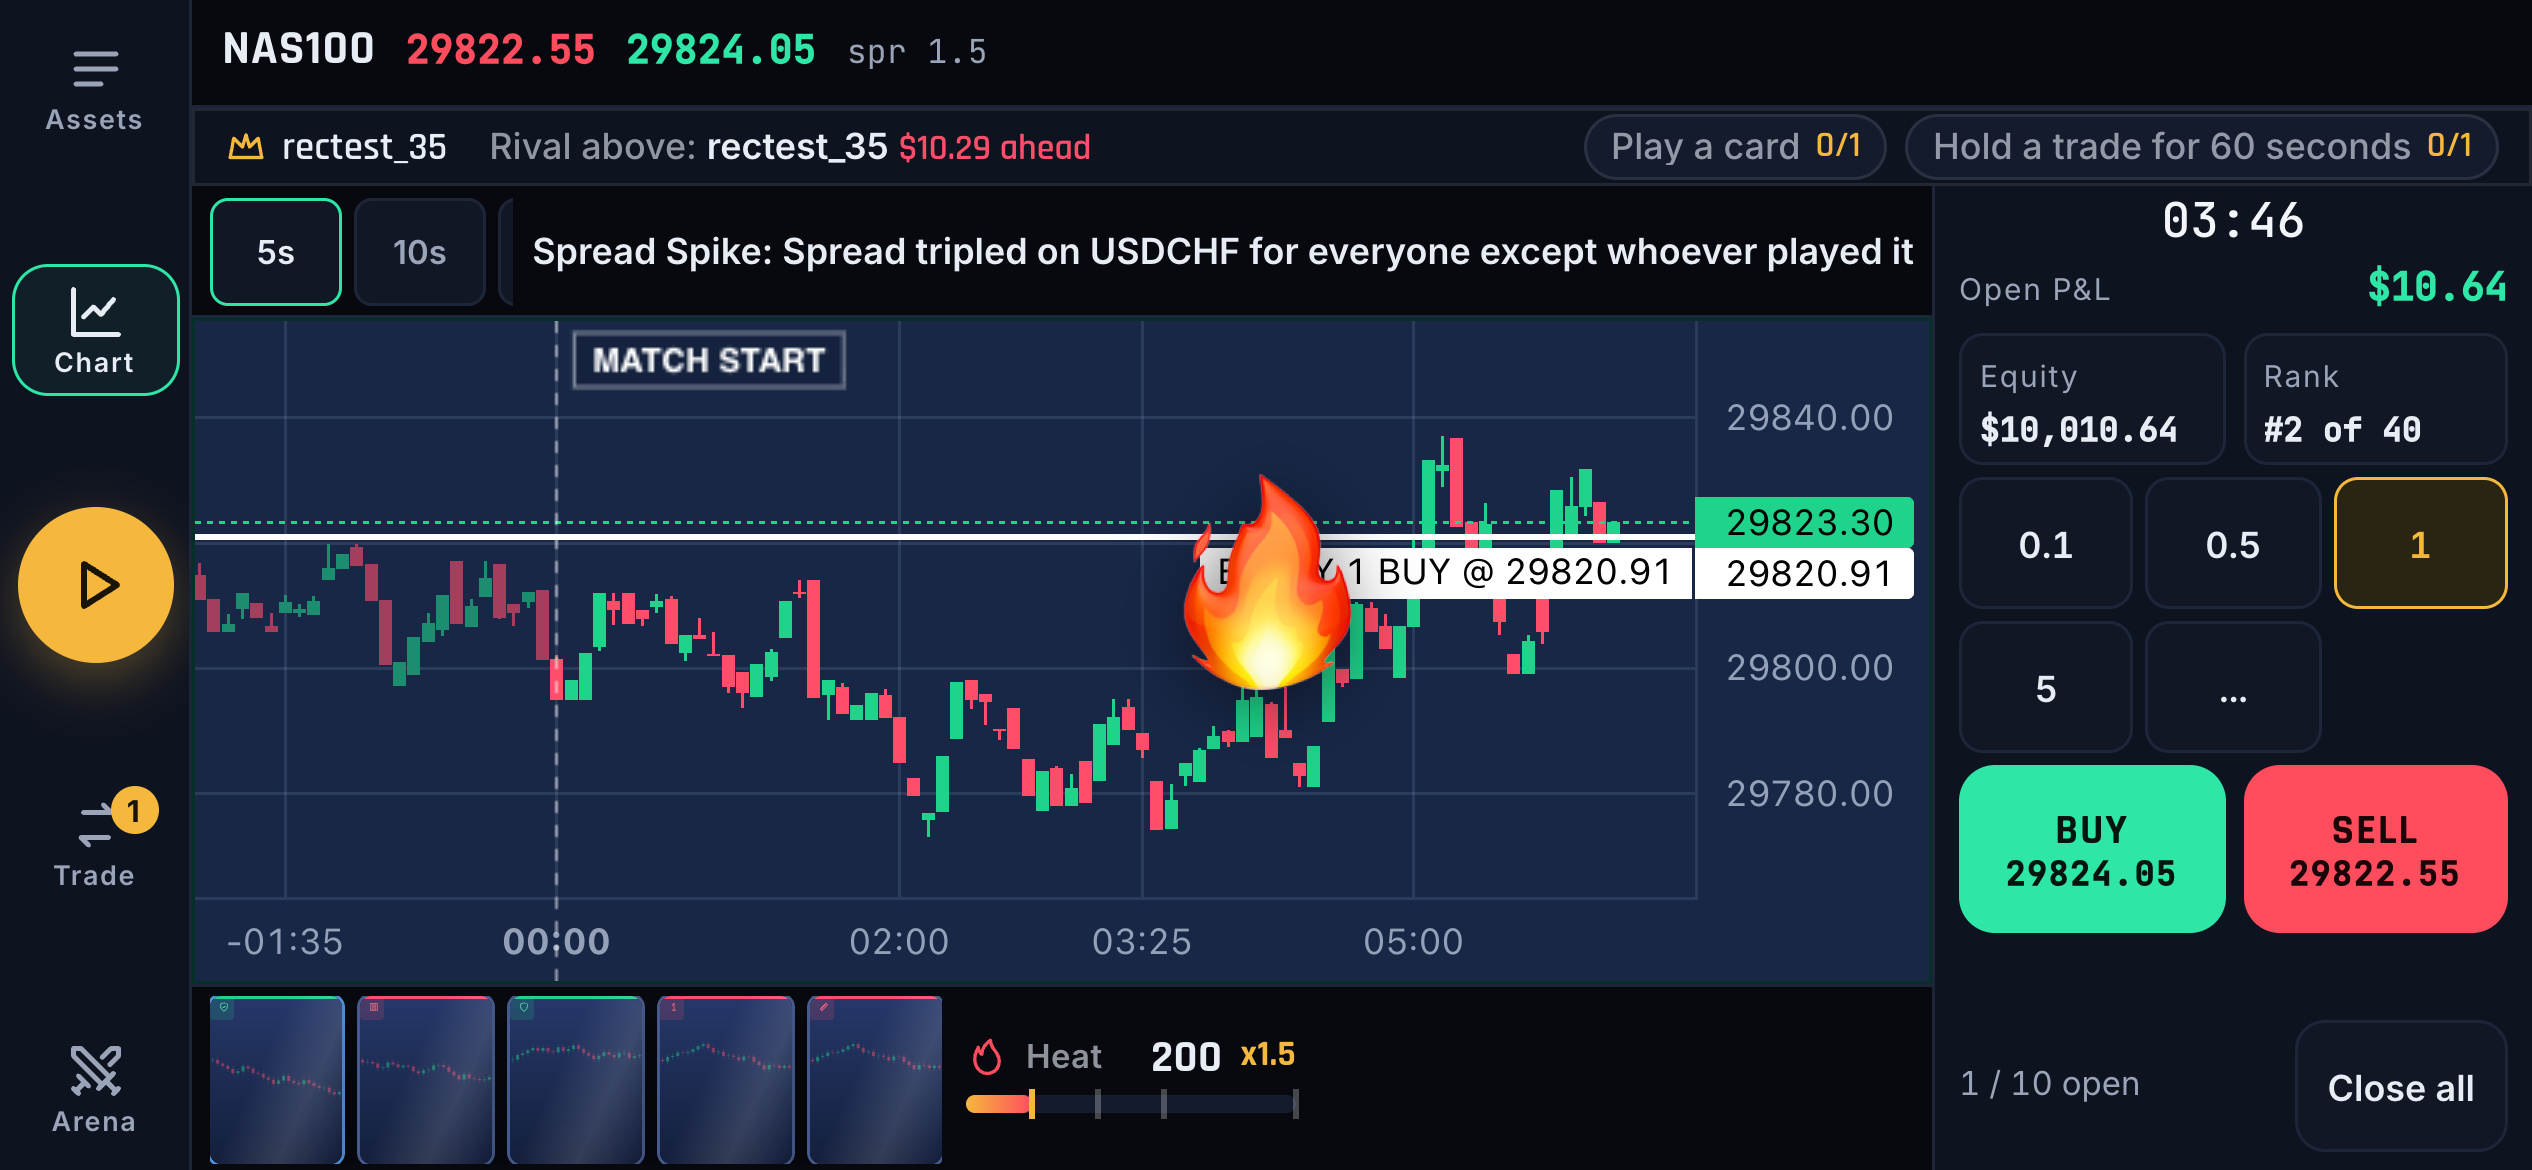 NAS100 29822.55 29824.05 spr 1.5
Assets
rectest_35 Rival above: rectest_35 $10.29 ahead Play a card 0/1 Hold a trade for 60 seconds 0/1
5s 10s Spread Spike: Spread tripled on USDCHF for everyone except whoever played it
03:46
Open P&L $10.64
Chart
MATCH START
Equity
$10,010.64
Rank
#2 of 40
29840.00
29823.30
1 BUY @ 29820.91 29820.91
29800.00
29780.00
0.1 0.5 1
5 ...
BUY
29824.05
SELL
29822.55
1
Trade
-01:35 00:00 02:00 03:25 05:00
Heat 200 x1.5
1 / 10 open Close all
Arena